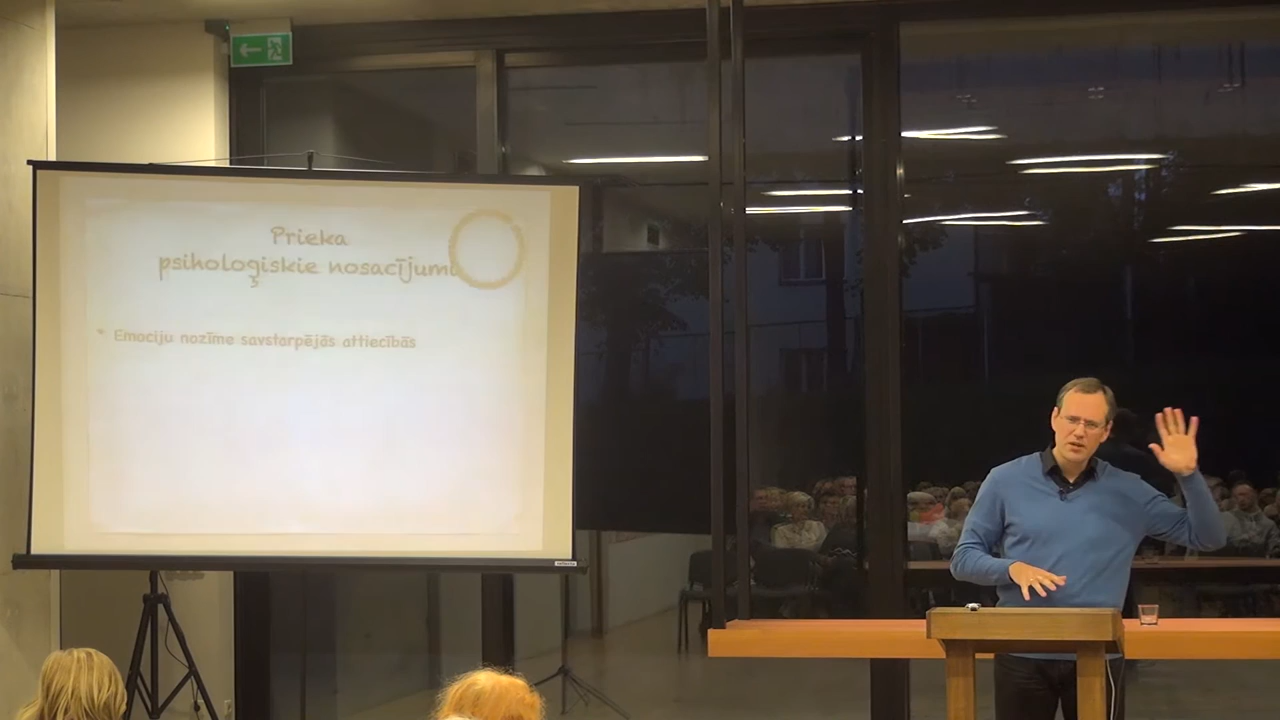 Prieka
psiholoģiskie nosacījumi
* Emociju nozīme savstarpējās attiecībās